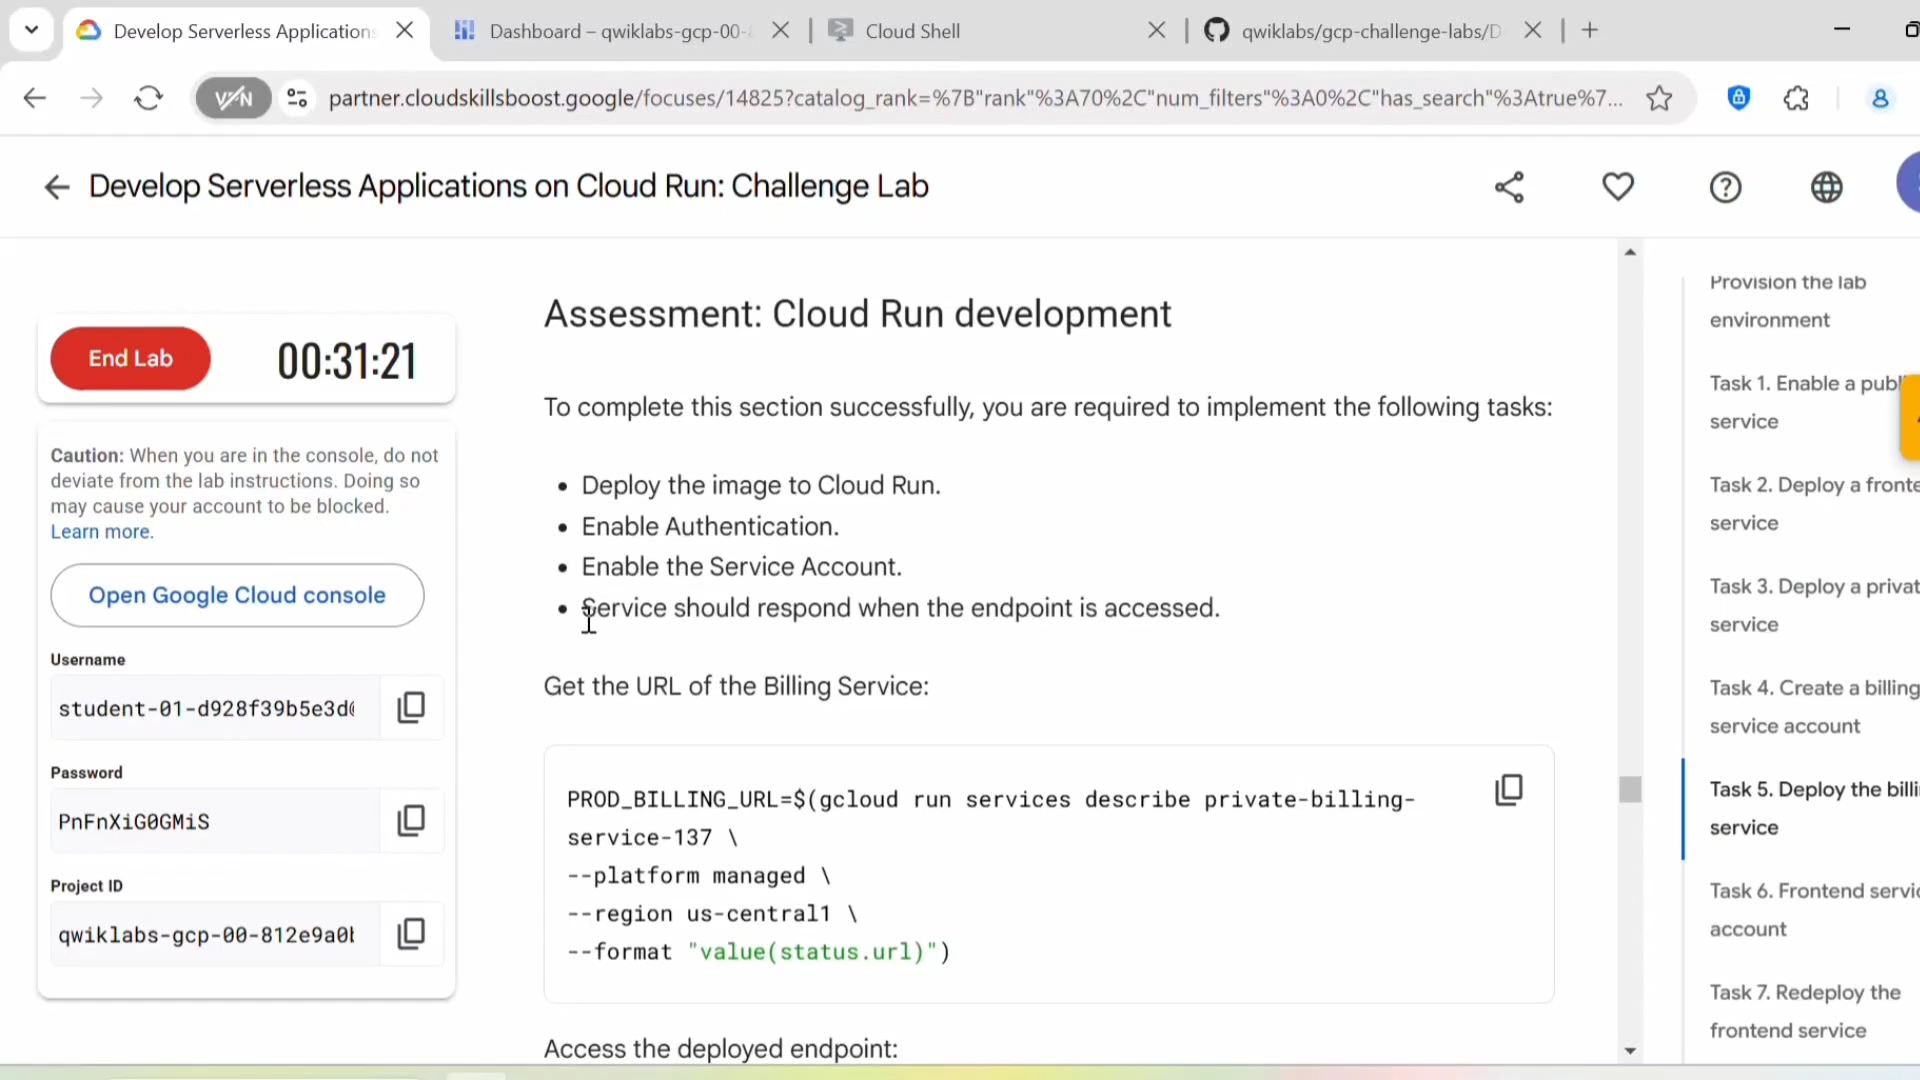 Develop Serverless Applications
Dashboard – qwiklabs-gcp-00-
Cloud Shell
qwiklabs/gcp-challenge-labs/D
VPN
partner.cloudskillsboost.google/focuses/14825?catalog_rank=%7B"rank"%3A70%2C"num_filters"%3A0%2C"has_search"%3Atrue%7...
Develop Serverless Applications on Cloud Run: Challenge Lab
End Lab
00:31:21
Caution: When you are in the console, do not
deviate from the lab instructions. Doing so
may cause your account to be blocked.
Learn more.
Open Google Cloud console
Username
student-01-d928f39b5e3d@
Password
PnFnXiG0GMiS
Project ID
qwiklabs-gcp-00-812e9a0b
Assessment: Cloud Run development
To complete this section successfully, you are required to implement the following tasks:
• Deploy the image to Cloud Run.
• Enable Authentication.
• Enable the Service Account.
• Service should respond when the endpoint is accessed.
Get the URL of the Billing Service:
PROD_BILLING_URL=$(gcloud run services describe private-billing-
service-137 \
--platform managed \
--region us-central1 \
--format "value(status.url)")
Access the deployed endpoint:
Provision the lab
environment
Task 1. Enable a publ
service
Task 2. Deploy a fronte
service
Task 3. Deploy a privat
service
Task 4. Create a billing
service account
Task 5. Deploy the billi
service
Task 6. Frontend servic
account
Task 7. Redeploy the
frontend service